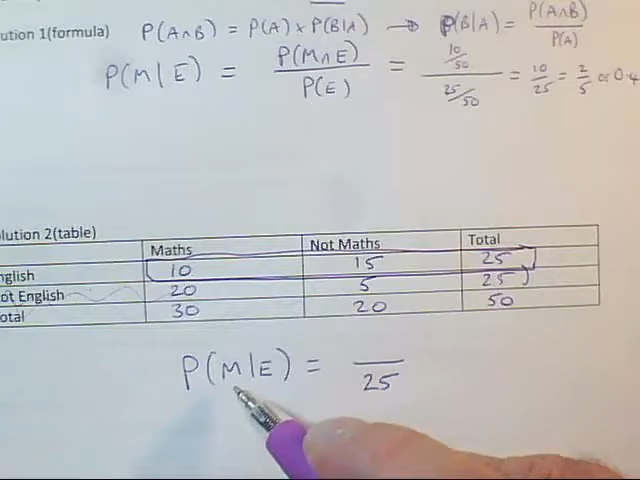 ution 1(formula) P(A∩B) = P(A) × P(B|A) → P(B|A) = P(A∩B) / P(A)
P(M|E) = P(M∩E) / P(E) = 10/50 / 25/50 = 10/25 = 2/5 or 0.4
olution 2(table)
Maths Not Maths Total
nglish 10 15 25
ot English 20 5 25
otal 30 20 50
P(M|E) = — / 25